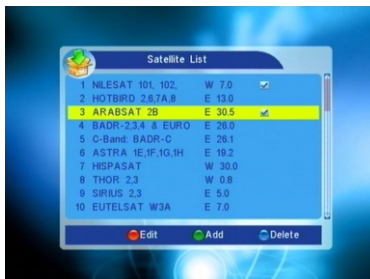 Satellite List
1 NILESAT 101, 102, W 7.0
2 HOTBIRD 2,6,7A,8 E 13.0
3 ARABSAT 2B E 30.5
4 BADR-2,3,4 & EURO E 26.0
5 C-Band: BADR-C E 26.1
6 ASTRA 1E,1F,1G,1H E 19.2
7 HISPASAT W 30.0
8 THOR 2,3 W 0.8
9 SIRIUS 2,3 E 5.0
10 EUTELSAT W3A E 7.0
Edit Add Delete